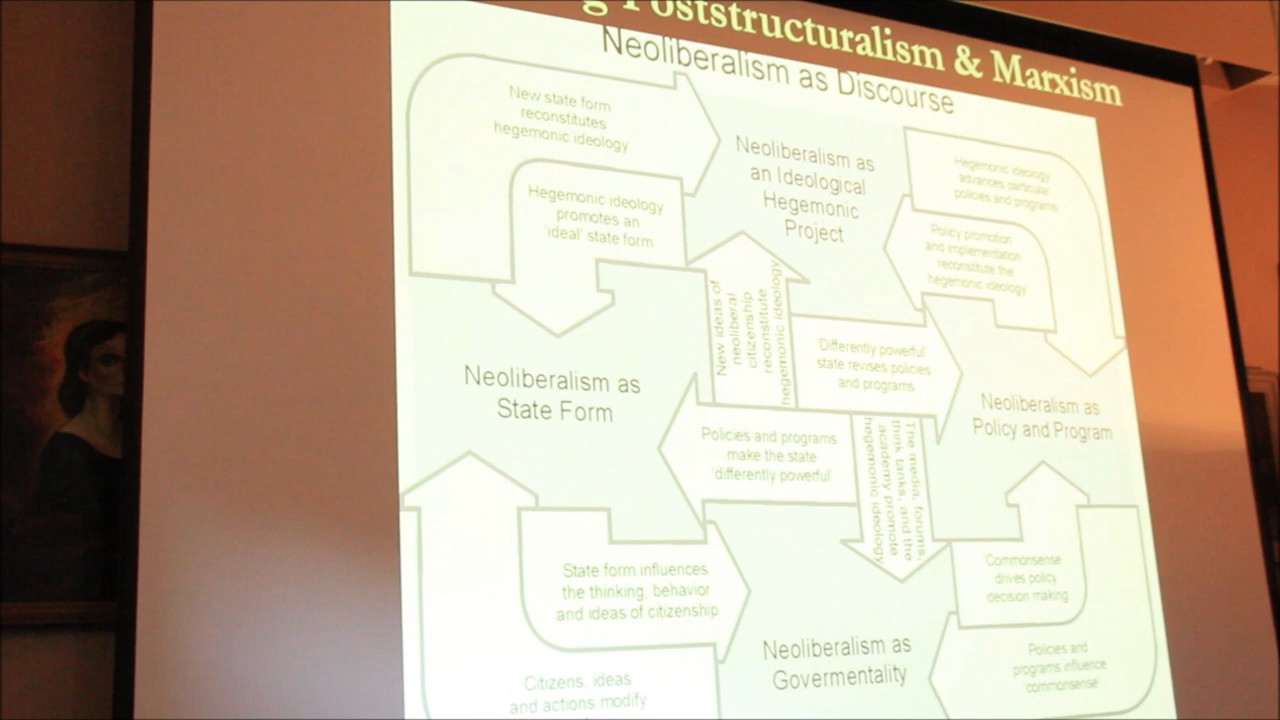 Poststructuralism & Marxism
Neoliberalism as Discourse
New state form
reconstitutes
hegemonic ideology
Hegemonic ideology
promotes an
'ideal' state form
Neoliberalism as
an Ideological
Hegemonic
Project
Hegemonic ideology
advances particular
policies and programs
Policy promotion
and implementation
reconstitute the
hegemonic ideology
New ideas of
neoliberal
citizenship
reconstitute
hegemonic ideology
'Differently powerful'
state revises policies
and programs
Neoliberalism as
State Form
Neoliberalism as
Policy and Program
Policies and programs
make the state
'differently powerful'
The media, forums,
think tanks, and the
academy promote
hegemonic ideology
State form influences
the thinking, behavior
and ideas of citizenship
'Commonsense'
drives policy
decision making
Neoliberalism as
Govermentality
Policies and
programs influence
'commonsense'
Citizens, ideas
and actions modify